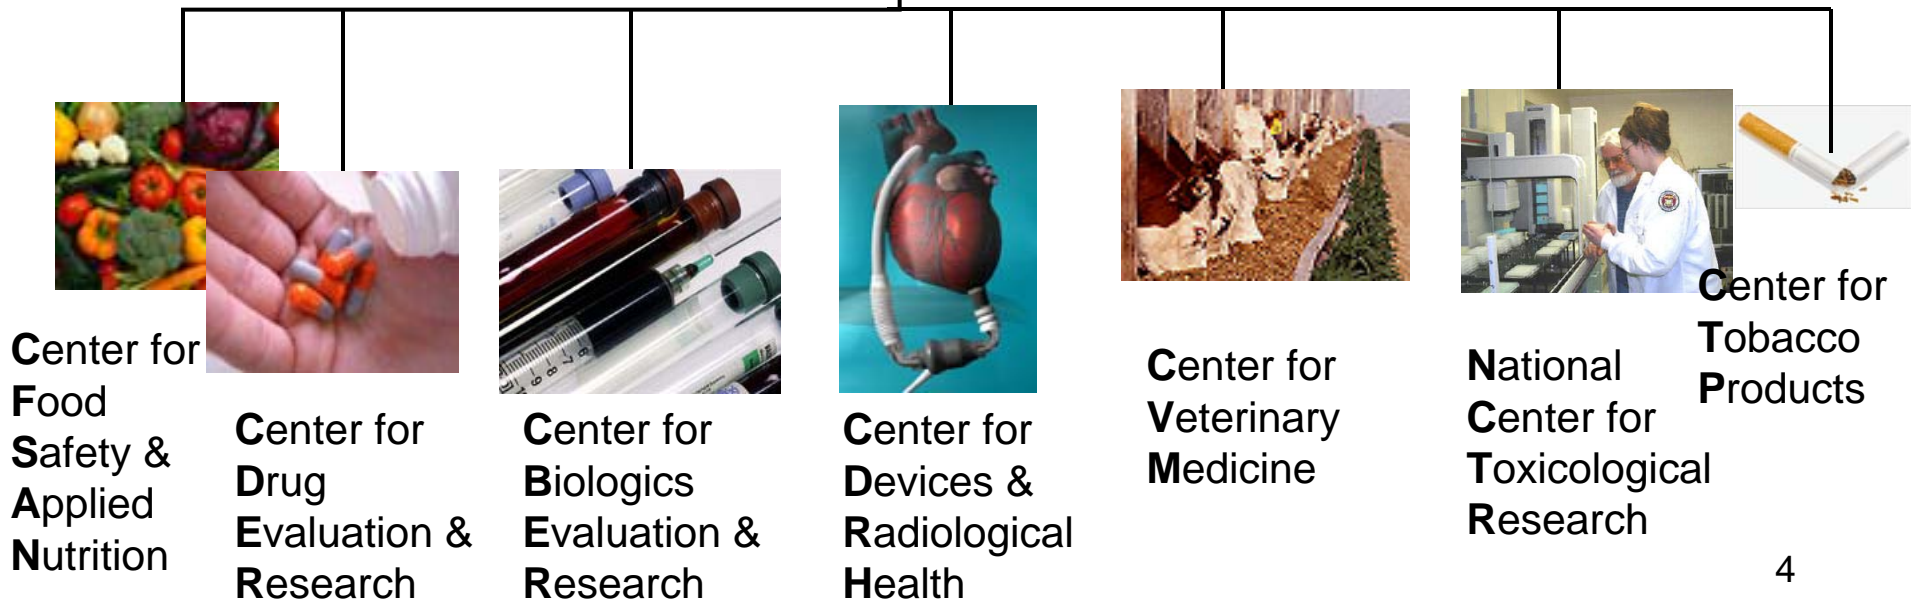 Center for
Food
Safety &
Applied
Nutrition
Center for
Drug
Evaluation &
Research
Center for
Biologics
Evaluation &
Research
Center for
Devices &
Radiological
Health
Center for
Veterinary
Medicine
National
Center for
Toxicological
Research
Center for
Tobacco
Products
4